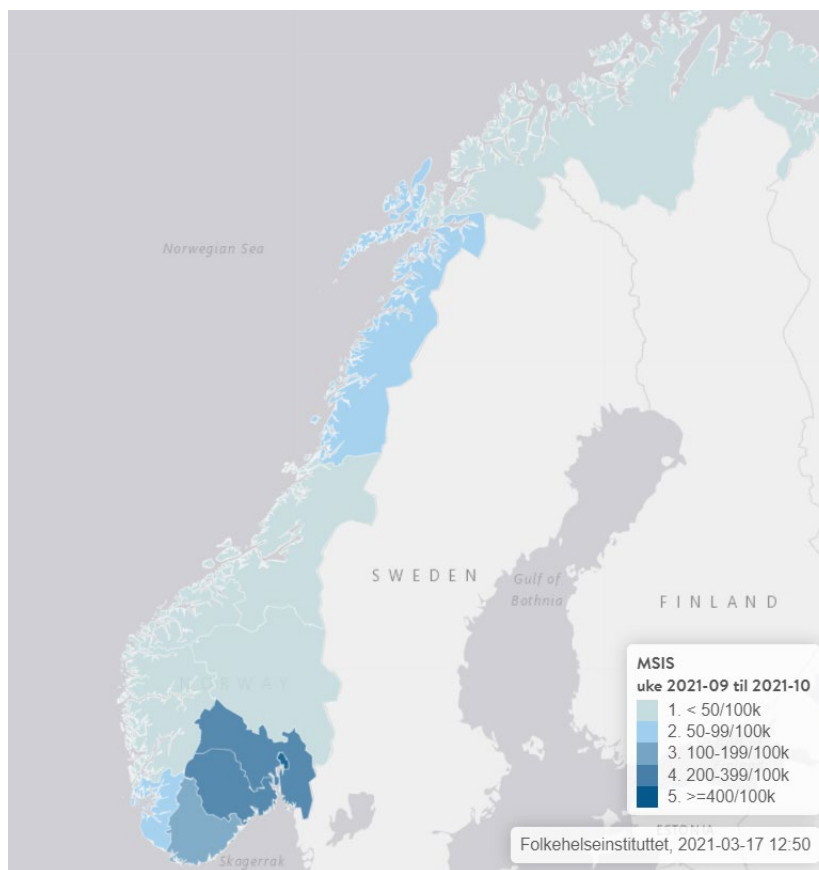 Norwegian Sea
SWEDEN
Gulf of
Bothnia
FINLAND
NORWAY
MSIS
uke 2021-09 til 2021-10
1. < 50/100k
2. 50-99/100k
3. 100-199/100k
4. 200-399/100k
5. >=400/100k
ESTONIA
Folkehelseinstituttet, 2021-03-17 12:50
Skagerrak